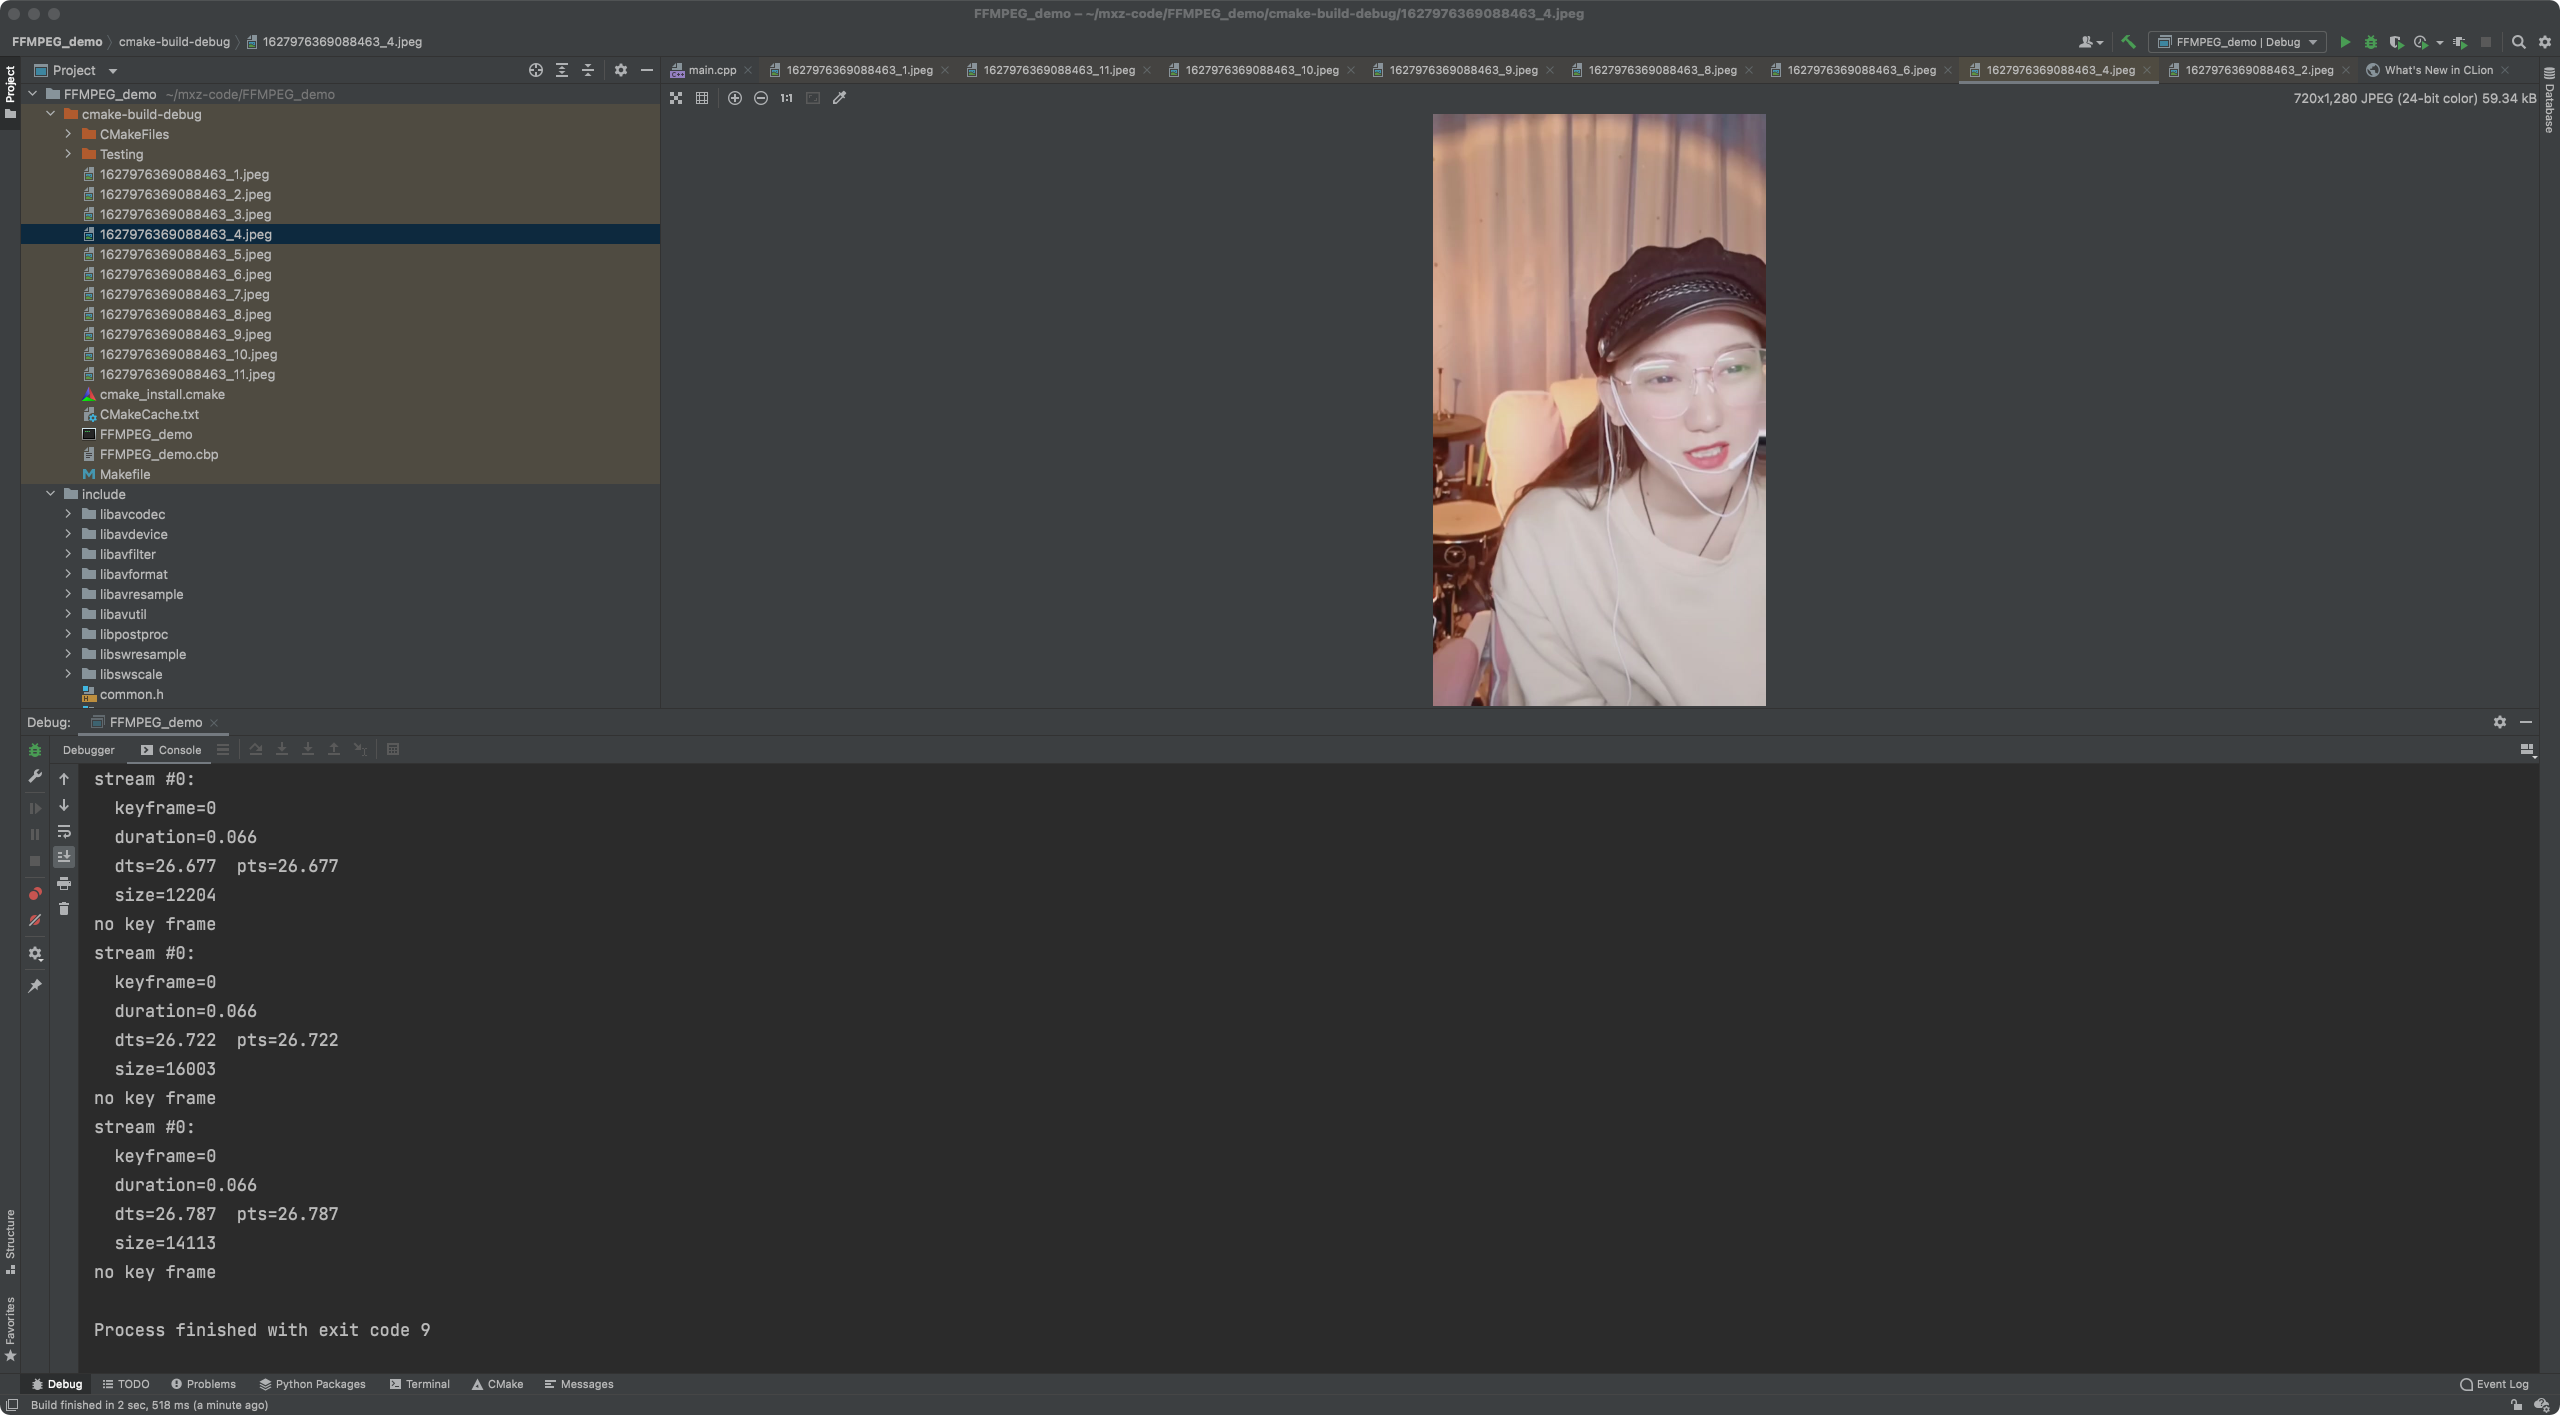 FFMPEG_demo – ~/mxz-code/FFMPEG_demo/cmake-build-debug/1627976369088463_4.jpeg
FFMPEG_demo cmake-build-debug 1627976369088463_4.jpeg
FFMPEG_demo | Debug
Project
main.cpp 1627976369088463_1.jpeg 1627976369088463_11.jpeg 1627976369088463_10.jpeg 1627976369088463_9.jpeg 1627976369088463_8.jpeg 1627976369088463_6.jpeg 1627976369088463_4.jpeg 1627976369088463_2.jpeg What's New in CLion
Project
Database
1:1
720x1,280 JPEG (24-bit color) 59.34 kB
FFMPEG_demo ~/mxz-code/FFMPEG_demo
cmake-build-debug
CMakeFiles
Testing
1627976369088463_1.jpeg
1627976369088463_2.jpeg
1627976369088463_3.jpeg
1627976369088463_4.jpeg
1627976369088463_5.jpeg
1627976369088463_6.jpeg
1627976369088463_7.jpeg
1627976369088463_8.jpeg
1627976369088463_9.jpeg
1627976369088463_10.jpeg
1627976369088463_11.jpeg
cmake_install.cmake
CMakeCache.txt
FFMPEG_demo
FFMPEG_demo.cbp
Makefile
include
libavcodec
libavdevice
libavfilter
libavformat
libavresample
libavutil
libpostproc
libswresample
libswscale
common.h
Debug: FFMPEG_demo
Debugger Console
stream #0:
keyframe=0
duration=0.066
dts=26.677 pts=26.677
size=12204
no key frame
stream #0:
keyframe=0
duration=0.066
dts=26.722 pts=26.722
size=16003
no key frame
stream #0:
keyframe=0
duration=0.066
dts=26.787 pts=26.787
size=14113
no key frame
Process finished with exit code 9
Structure
Favorites
Debug TODO Problems Python Packages Terminal CMake Messages
Event Log
Build finished in 2 sec, 518 ms (a minute ago)